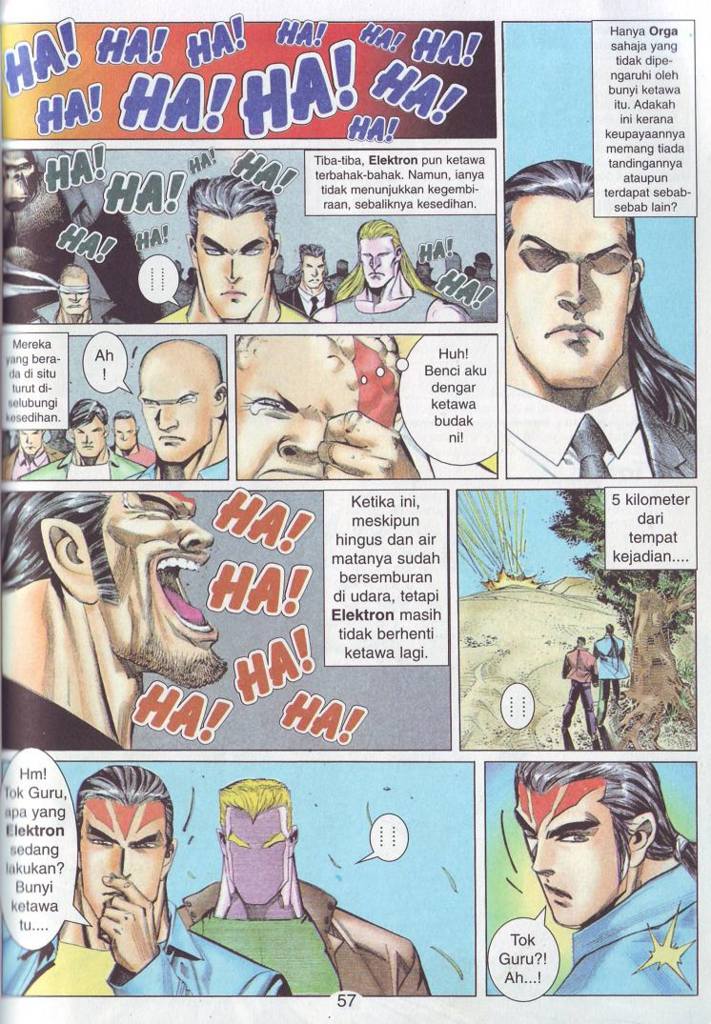 HA! HA! HA! HA! HA! HA!
HA! HA! HA! HA!
HA!
Hanya Orga
sahaja yang
tidak dipe-
ngaruhi oleh
bunyi ketawa
itu. Adakah
ini kerana
keupayaannya
memang tiada
tandingannya
ataupun
terdapat sebab-
sebab lain?
HA! HA! HA! HA!
HA! HA!
Tiba-tiba, Elektron pun ketawa
terbahak-bahak. Namun, ianya
tidak menunjukkan kegembi-
raan, sebaliknya kesedihan.
......
HA!
HA!
Mereka
yang bera-
da di situ
turut di-
selubungi
kesedihan.
Ah
!
Huh!
Benci aku
dengar
ketawa
budak
ni!
HA!
HA!
HA!
HA! HA!
Ketika ini,
meskipun
hingus dan air
matanya sudah
bersemburan
di udara, tetapi
Elektron masih
tidak berhenti
ketawa lagi.
5 kilometer
dari
tempat
kejadian....
......
Hm!
Tok Guru,
apa yang
Elektron
sedang
lakukan?
Bunyi
ketawa
tu....
......
Tok
Guru?!
Ah...!
57